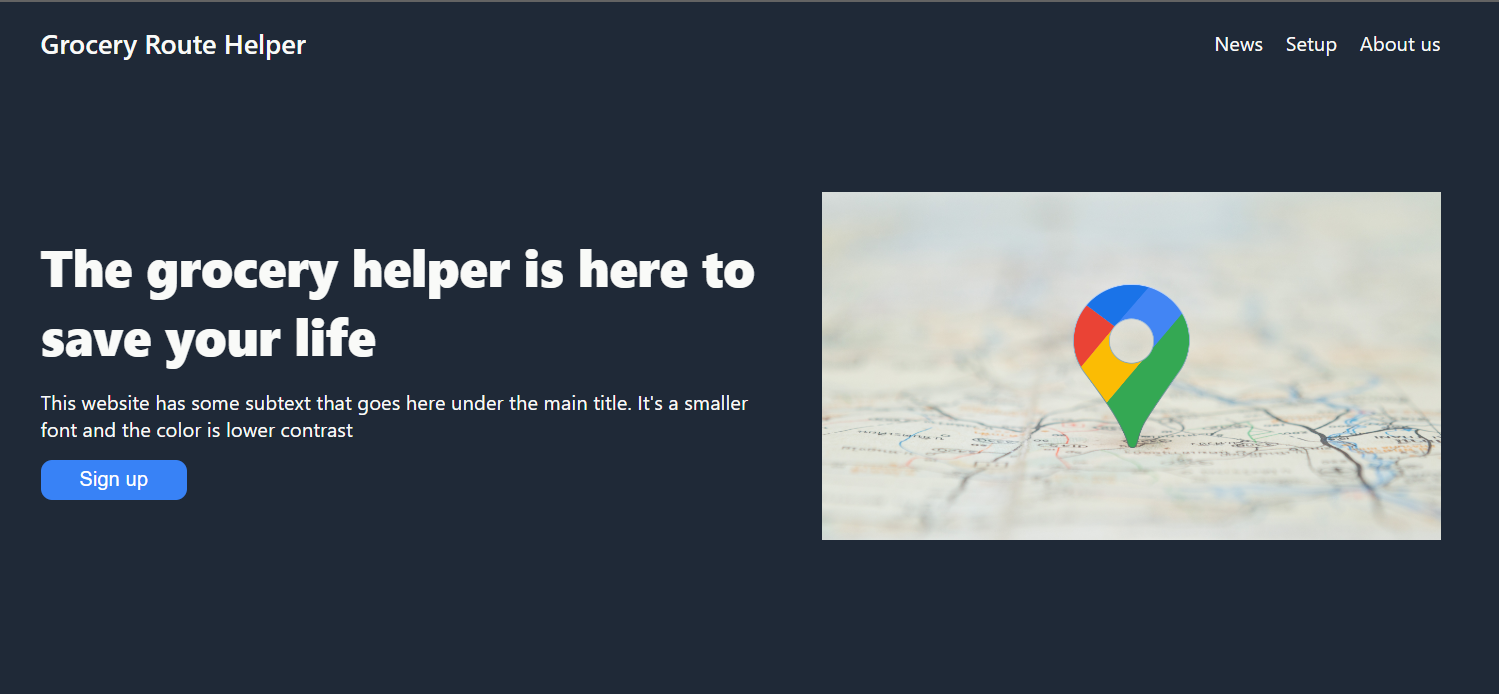 Grocery Route Helper
News Setup About us
The grocery helper is here to
save your life
This website has some subtext that goes here under the main title. It's a smaller
font and the color is lower contrast
Sign up